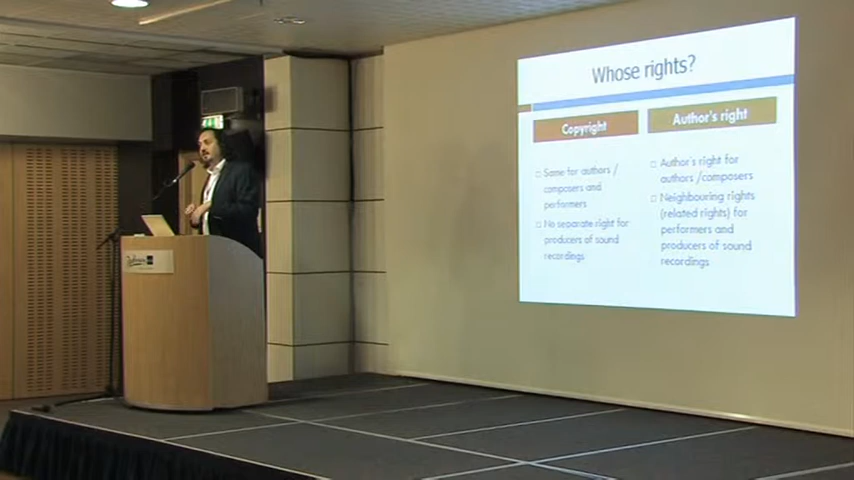 Whose rights?
Copyright
Author's right
Same for authors /
composers and
performers
No separate right for
producers of sound
recordings
Author's right for
authors /composers
Neighbouring rights
(related rights) for
performers and
producers of sound
recordings
Radisson